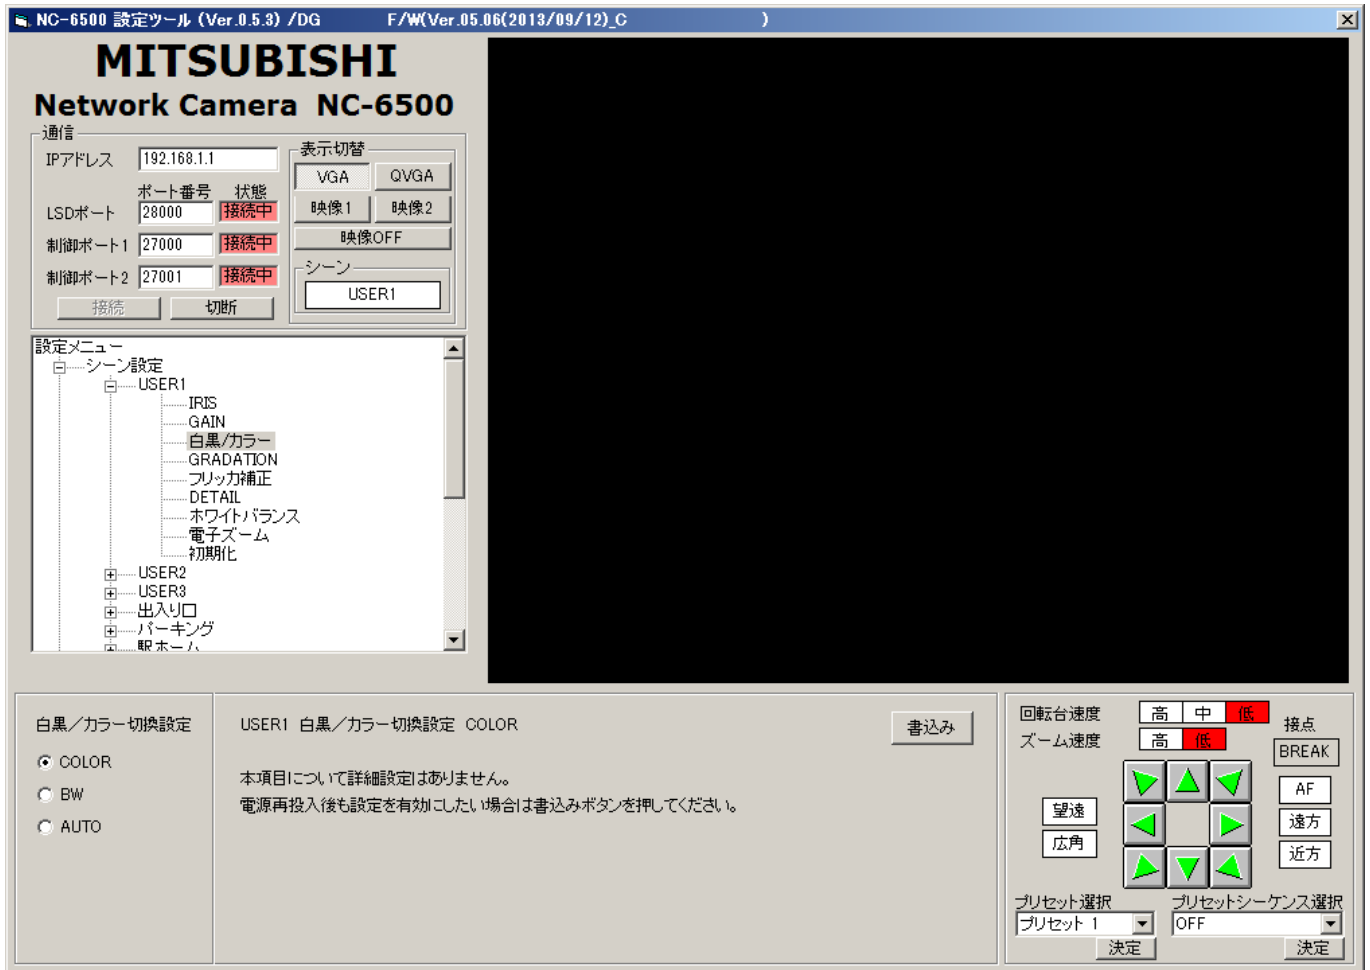 NC-6500 設定ツール (Ver.0.5.3) /DG F/W(Ver.05.06(2013/09/12)_C )
MITSUBISHI
Network Camera NC-6500
通信
IPアドレス 192.168.1.1
ポート番号 状態
LSDポート 28000 接続中
制御ポート1 27000 接続中
制御ポート2 27001 接続中
接続 切断
表示切替
VGA QVGA
映像1 映像2
映像OFF
シーン
USER1
設定メニュー
シーン設定
USER1
IRIS
GAIN
白黒/カラー
GRADATION
フリッカ補正
DETAIL
ホワイトバランス
電子ズーム
初期化
USER2
USER3
出入り口
パーキング
駅ホーム
白黒/カラー切換設定
COLOR
BW
AUTO
USER1 白黒/カラー切換設定 COLOR
書込み
本項目について詳細設定はありません。
電源再投入後も設定を有効にしたい場合は書込みボタンを押してください。
回転台速度 高 中 低
ズーム速度 高 低
接点
BREAK
望遠
広角
AF
遠方
近方
プリセット選択 プリセットシーケンス選択
プリセット 1 OFF
決定 決定